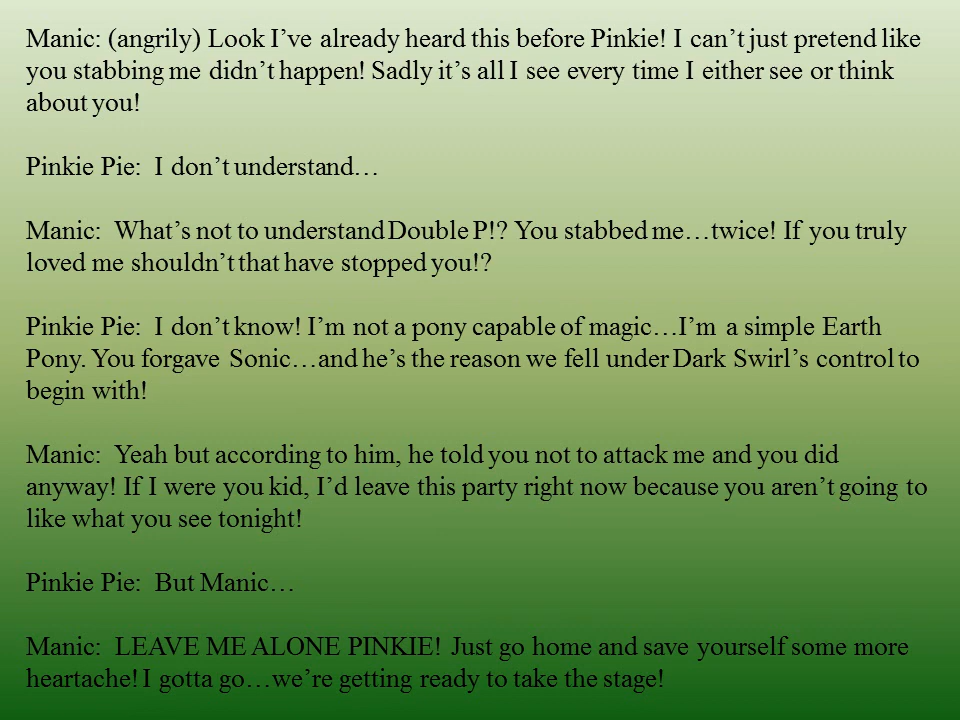 Manic: (angrily) Look I’ve already heard this before Pinkie! I can’t just pretend like
you stabbing me didn’t happen! Sadly it’s all I see every time I either see or think
about you!
Pinkie Pie:  I don’t understand…
Manic:  What’s not to understand Double P!? You stabbed me…twice! If you truly
loved me shouldn’t that have stopped you!?
Pinkie Pie:  I don’t know! I’m not a pony capable of magic…I’m a simple Earth
Pony. You forgave Sonic…and he’s the reason we fell under Dark Swirl’s control to
begin with!
Manic:  Yeah but according to him, he told you not to attack me and you did
anyway! If I were you kid, I’d leave this party right now because you aren’t going to
like what you see tonight!
Pinkie Pie:  But Manic…
Manic:  LEAVE ME ALONE PINKIE! Just go home and save yourself some more
heartache! I gotta go…we’re getting ready to take the stage!